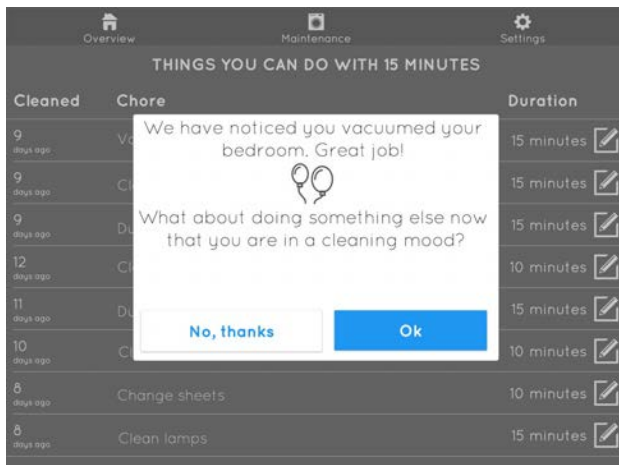 Overview Maintenance Settings
THINGS YOU CAN DO WITH 15 MINUTES
Cleaned Chore Duration
We have noticed you vacuumed your
bedroom. Great job!
What about doing something else now
that you are in a cleaning mood?
No, thanks Ok
9 days ago 15 minutes
9 days ago 15 minutes
9 days ago 15 minutes
12 days ago 10 minutes
11 days ago 15 minutes
10 days ago 10 minutes
8 days ago Change sheets 10 minutes
8 days ago Clean lamps 15 minutes